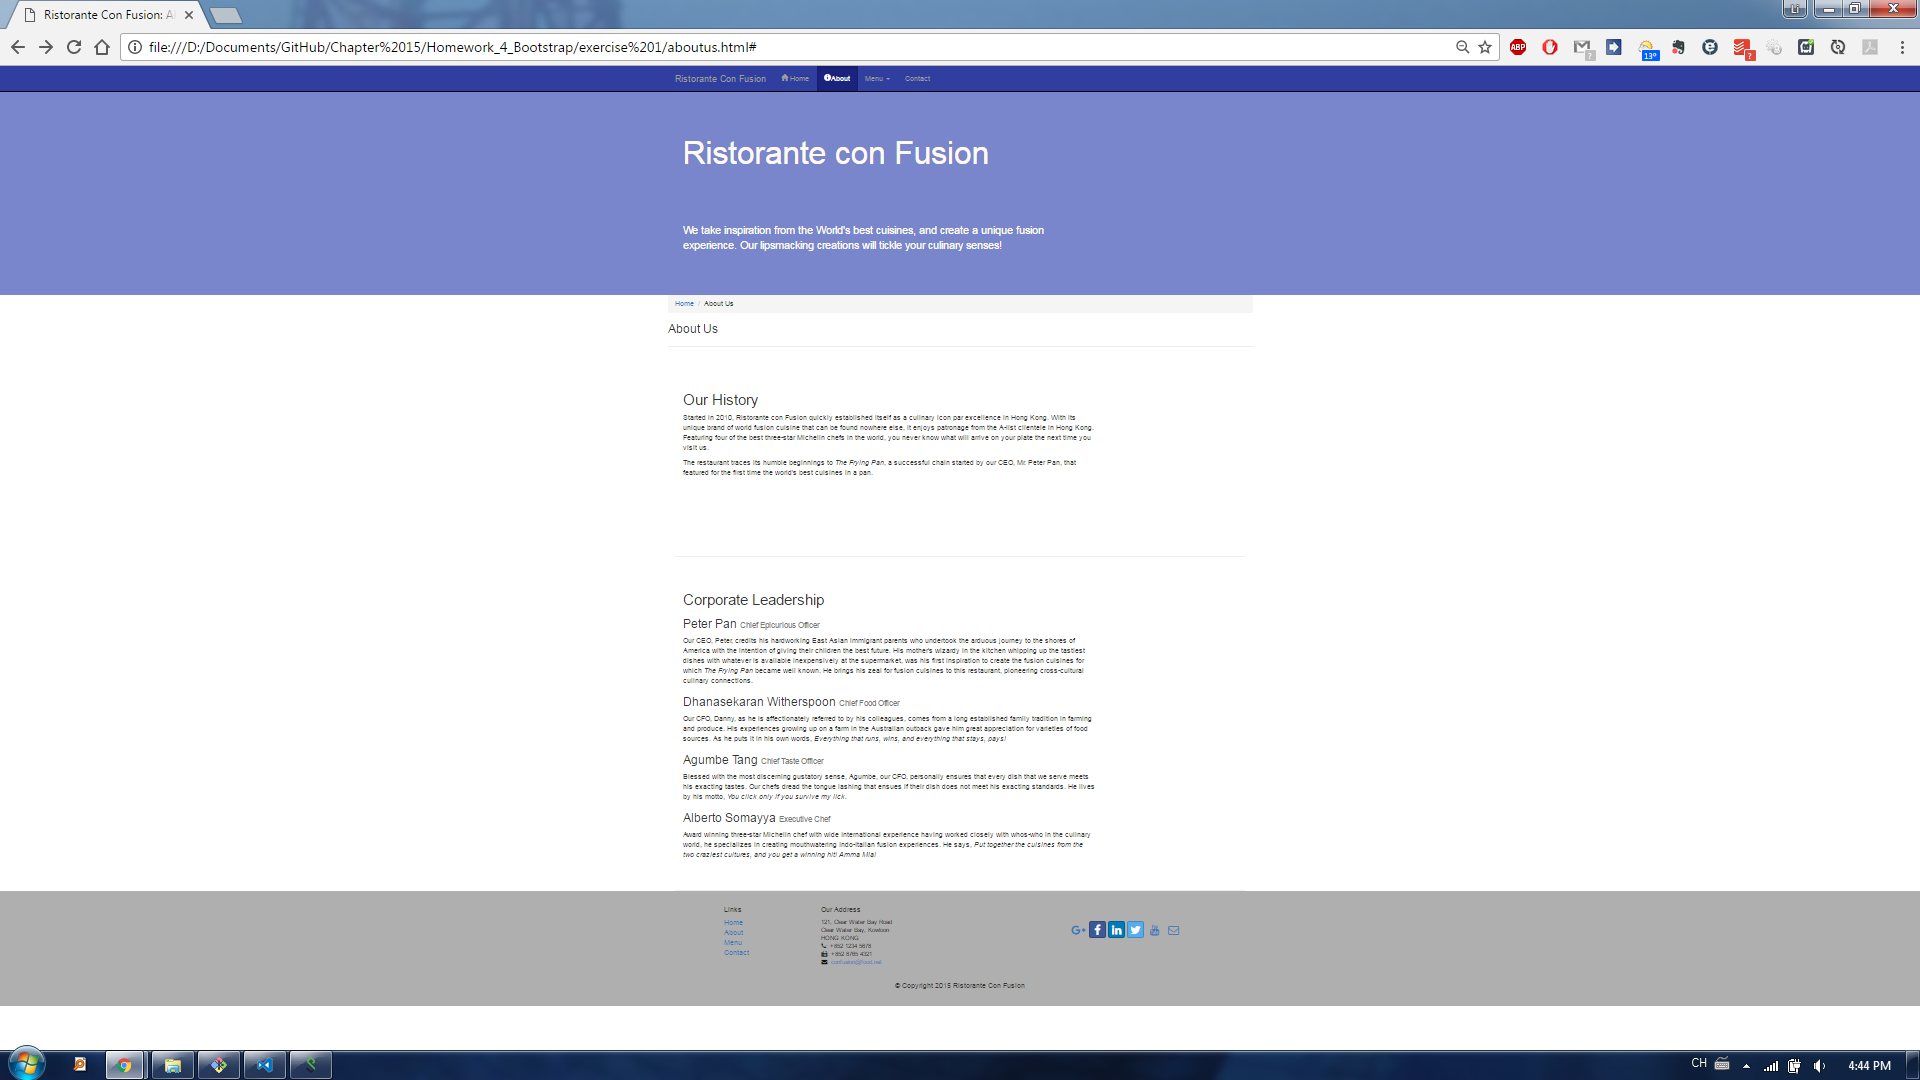 Ristorante Con Fusion: A
file:///D:/Documents/GitHub/Chapter%2015/Homework_4_Bootstrap/exercise%201/aboutus.html#
ABP
?
13°
?
Ristorante Con Fusion Home About Menu Contact
Ristorante con Fusion
We take inspiration from the World's best cuisines, and create a unique fusion
experience. Our lipsmacking creations will tickle your culinary senses!
Home / About Us
About Us
Our History
Started in 2010, Ristorante con Fusion quickly established itself as a culinary icon par excellence in Hong Kong. With its
unique brand of world fusion cuisine that can be found nowhere else, it enjoys patronage from the A-list clientele in Hong Kong.
Featuring four of the best three-star Michelin chefs in the world, you never know what will arrive on your plate the next time you
visit us.
The restaurant traces its humble beginnings to The Frying Pan, a successful chain started by our CEO, Mr. Peter Pan, that
featured for the first time the world's best cuisines in a pan.
Corporate Leadership
Peter Pan Chief Epicurious Officer
Our CEO, Peter, credits his hardworking East Asian immigrant parents who undertook the arduous journey to the shores of
America with the intention of giving their children the best future. His mother's wizardy in the kitchen whipping up the tastiest
dishes with whatever is available inexpensively at the supermarket, was his first inspiration to create the fusion cuisines for
which The Frying Pan became well known. He brings his zeal for fusion cuisines to this restaurant, pioneering cross-cultural
culinary connections.
Dhanasekaran Witherspoon Chief Food Officer
Our CFO, Danny, as he is affectionately referred to by his colleagues, comes from a long established family tradition in farming
and produce. His experiences growing up on a farm in the Australian outback gave him great appreciation for varieties of food
sources. As he puts it in his own words, Everything that runs, wins, and everything that stays, pays!
Agumbe Tang Chief Taste Officer
Blessed with the most discerning gustatory sense, Agumbe, our CFO, personally ensures that every dish that we serve meets
his exacting tastes. Our chefs dread the tongue lashing that ensues if their dish does not meet his exacting standards. He lives
by his motto, You click only if you survive my lick.
Alberto Somayya Executive Chef
Award winning three-star Michelin chef with wide international experience having worked closely with whos-who in the culinary
world, he specializes in creating mouthwatering Indo-Italian fusion experiences. He says, Put together the cuisines from the
two craziest cultures, and you get a winning hit! Amma Mia!
Links
Home
About
Menu
Contact
Our Address
121, Clear Water Bay Road
Clear Water Bay, Kowloon
HONG KONG
: +852 1234 5678
: +852 8765 4321
: confusion@food.net
G+ f in
© Copyright 2015 Ristorante Con Fusion
CH
4:44 PM